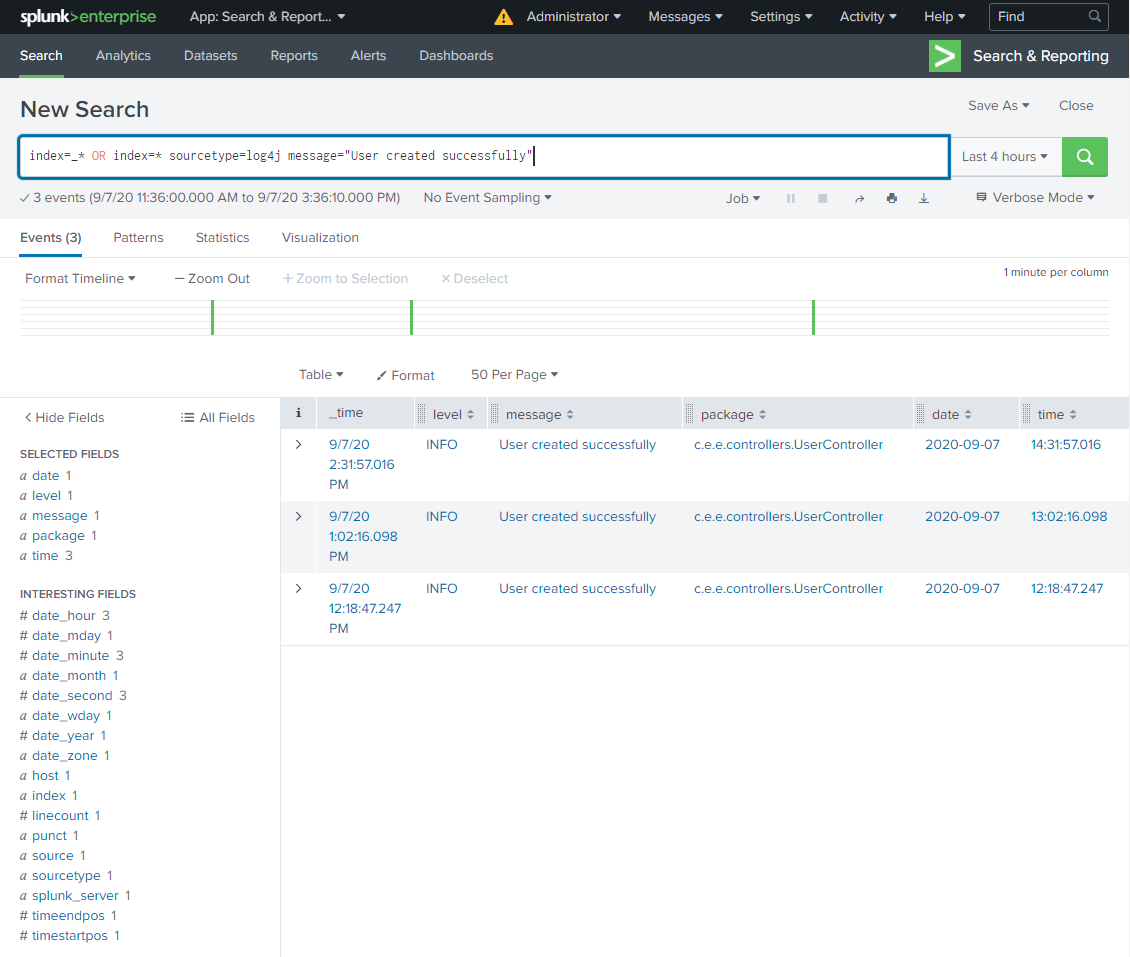 splunk>enterprise App: Search & Report... Administrator Messages Settings Activity Help Find
Search Analytics Datasets Reports Alerts Dashboards Search & Reporting
New Search Save As Close
index=_* OR index=* sourcetype=log4j message="User created successfully" Last 4 hours
3 events (9/7/20 11:36:00.000 AM to 9/7/20 3:36:10.000 PM) No Event Sampling Job Verbose Mode
Events (3) Patterns Statistics Visualization
Format Timeline — Zoom Out + Zoom to Selection × Deselect 1 minute per column
Table Format 50 Per Page
< Hide Fields All Fields
SELECTED FIELDS
a date 1
a level 1
a message 1
a package 1
a time 3
INTERESTING FIELDS
# date_hour 3
# date_mday 1
# date_minute 3
a date_month 1
# date_second 3
a date_wday 1
# date_year 1
a date_zone 1
a host 1
a index 1
# linecount 1
a punct 1
a source 1
a sourcetype 1
a splunk_server 1
# timeendpos 1
# timestartpos 1
i _time level message package date time
> 9/7/20 INFO User created successfully c.e.e.controllers.UserController 2020-09-07 14:31:57.016
2:31:57.016
PM
> 9/7/20 INFO User created successfully c.e.e.controllers.UserController 2020-09-07 13:02:16.098
1:02:16.098
PM
> 9/7/20 INFO User created successfully c.e.e.controllers.UserController 2020-09-07 12:18:47.247
12:18:47.247
PM